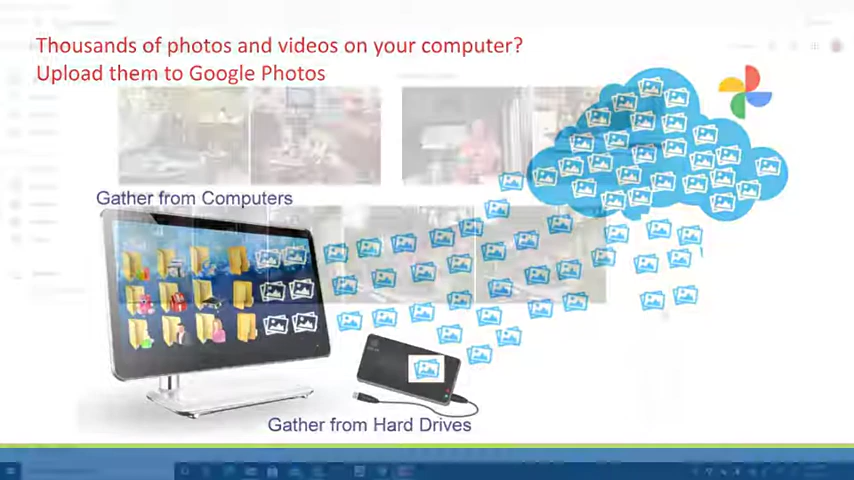 Thousands of photos and videos on your computer?
Upload them to Google Photos
Gather from Computers
Gather from Hard Drives